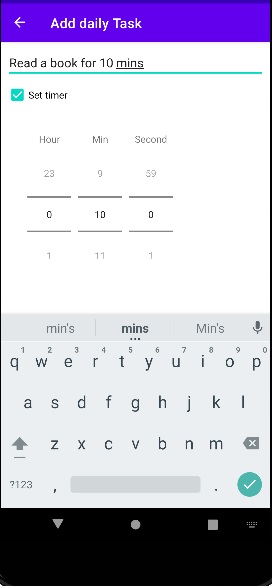 Add daily Task
Read a book for 10 mins
Set timer
Hour Min Second
23 9 59
0 10 0
1 11 1
min's mins Min's
1 2 3 4 5 6 7 8 9 0
q w e r t y u i o p
a s d f g h j k l
z x c v b n m
?123 , .